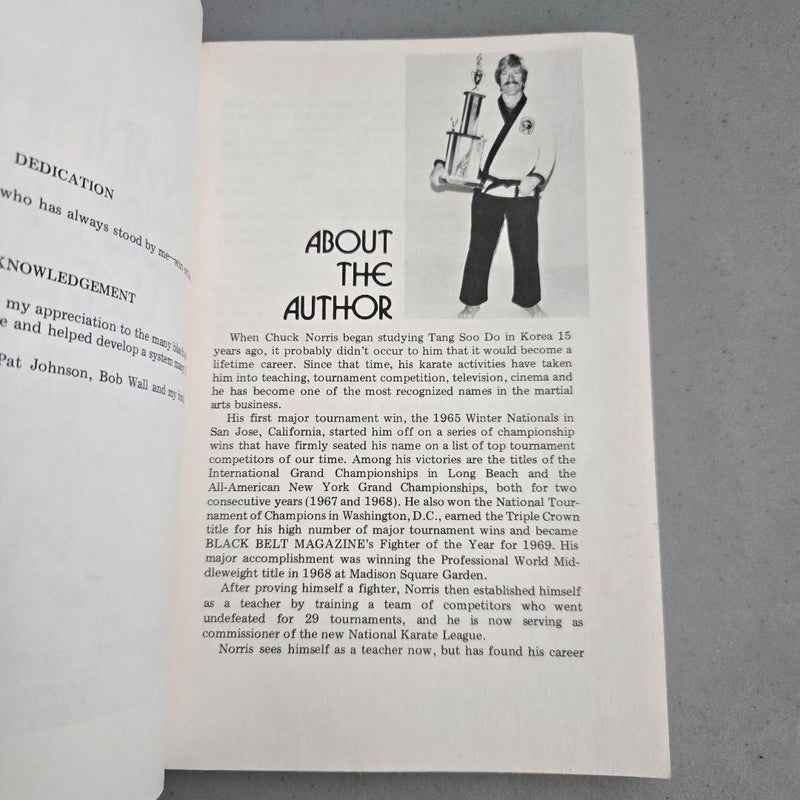 DEDICATION
who has always stood by me—win or
KNOWLEDGEMENT
my appreciation to the many black
e and helped develop a system many
Pat Johnson, Bob Wall and my
ABOUT
THE
AUTHOR
When Chuck Norris began studying Tang Soo Do in Korea 15
years ago, it probably didn't occur to him that it would become a
lifetime career. Since that time, his karate activities have taken
him into teaching, tournament competition, television, cinema and
he has become one of the most recognized names in the martial
arts business.
His first major tournament win, the 1965 Winter Nationals in
San Jose, California, started him off on a series of championship
wins that have firmly seated his name on a list of top tournament
competitors of our time. Among his victories are the titles of the
International Grand Championships in Long Beach and the
All-American New York Grand Championships, both for two
consecutive years (1967 and 1968). He also won the National Tour-
nament of Champions in Washington, D.C., earned the Triple Crown
title for his high number of major tournament wins and became
BLACK BELT MAGAZINE's Fighter of the Year for 1969. His
major accomplishment was winning the Professional World Mid-
dleweight title in 1968 at Madison Square Garden.
After proving himself a fighter, Norris then established himself
as a teacher by training a team of competitors who went
undefeated for 29 tournaments, and he is now serving as
commissioner of the new National Karate League.
Norris sees himself as a teacher now, but has found his career